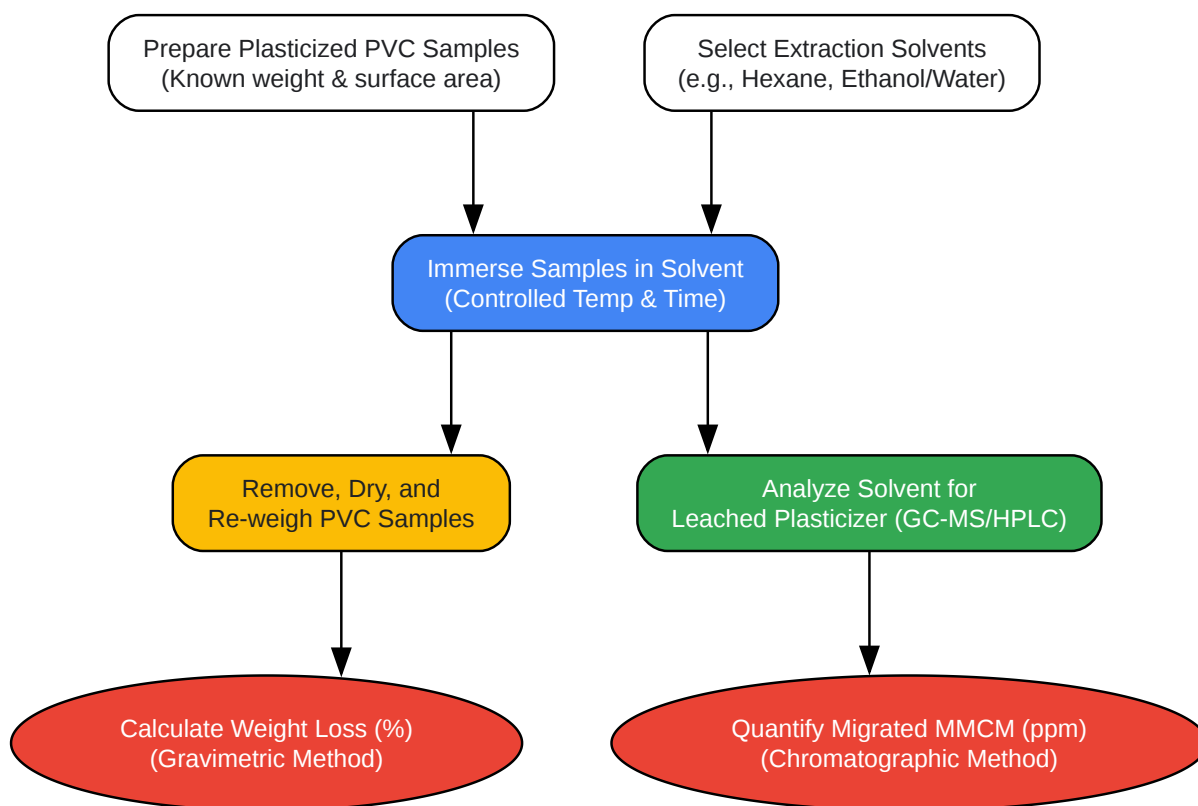 Prepare Plasticized PVC Samples
(Known weight & surface area)
Select Extraction Solvents
(e.g., Hexane, Ethanol/Water)
Immerse Samples in Solvent
(Controlled Temp & Time)
Remove, Dry, and
Re-weigh PVC Samples
Analyze Solvent for
Leached Plasticizer (GC-MS/HPLC)
Calculate Weight Loss (%)
(Gravimetric Method)
Quantify Migrated MMCM (ppm)
(Chromatographic Method)